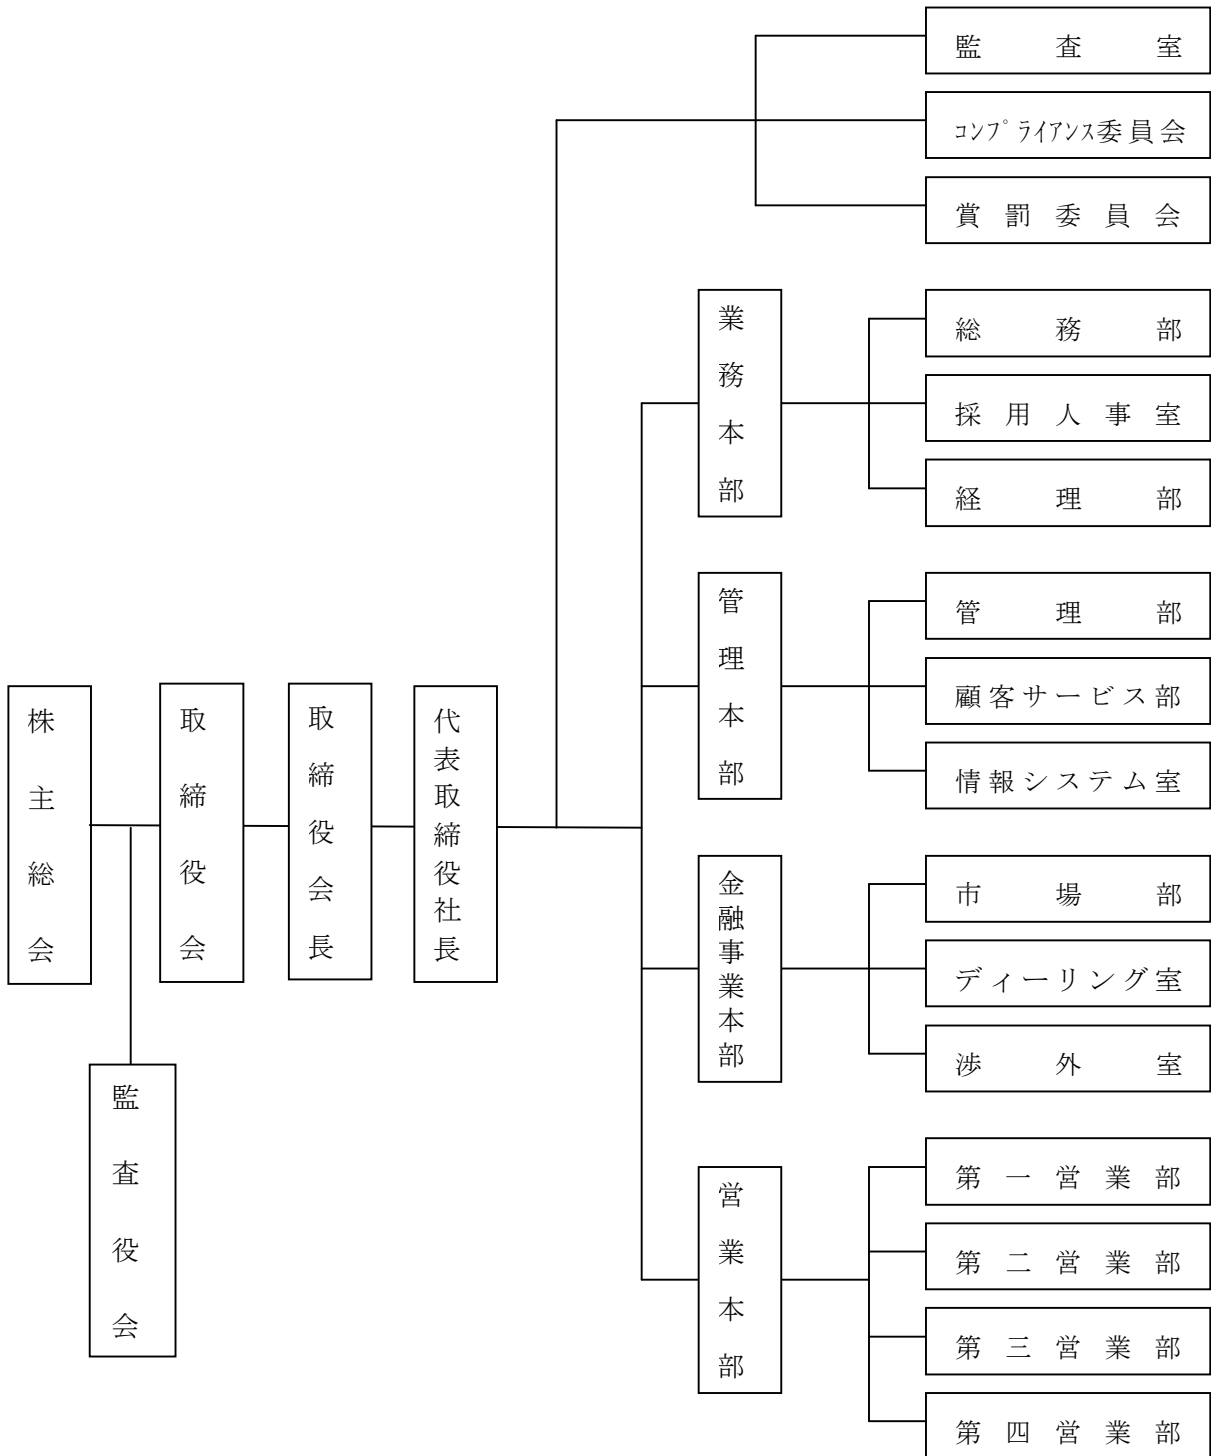 株主総会
監査役会
取締役会
取締役会長
代表取締役社長
監査室
コンプライアンス委員会
賞罰委員会
業務本部
総務部
採用人事室
経理部
管理本部
管理部
顧客サービス部
情報システム室
金融事業本部
市場部
ディーリング室
渉外室
営業本部
第一営業部
第二営業部
第三営業部
第四営業部